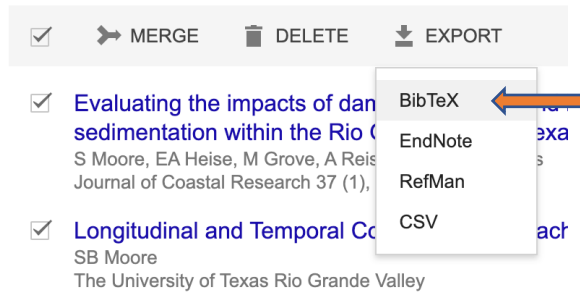 MERGE DELETE EXPORT
Evaluating the impacts of dan
BibTeX
sedimentation within the Rio exa
EndNote
S Moore, EA Heise, M Grove, A Reis s
Journal of Coastal Research 37 (1),
RefMan
CSV
Longitudinal and Temporal Co ach
SB Moore
The University of Texas Rio Grande Valley